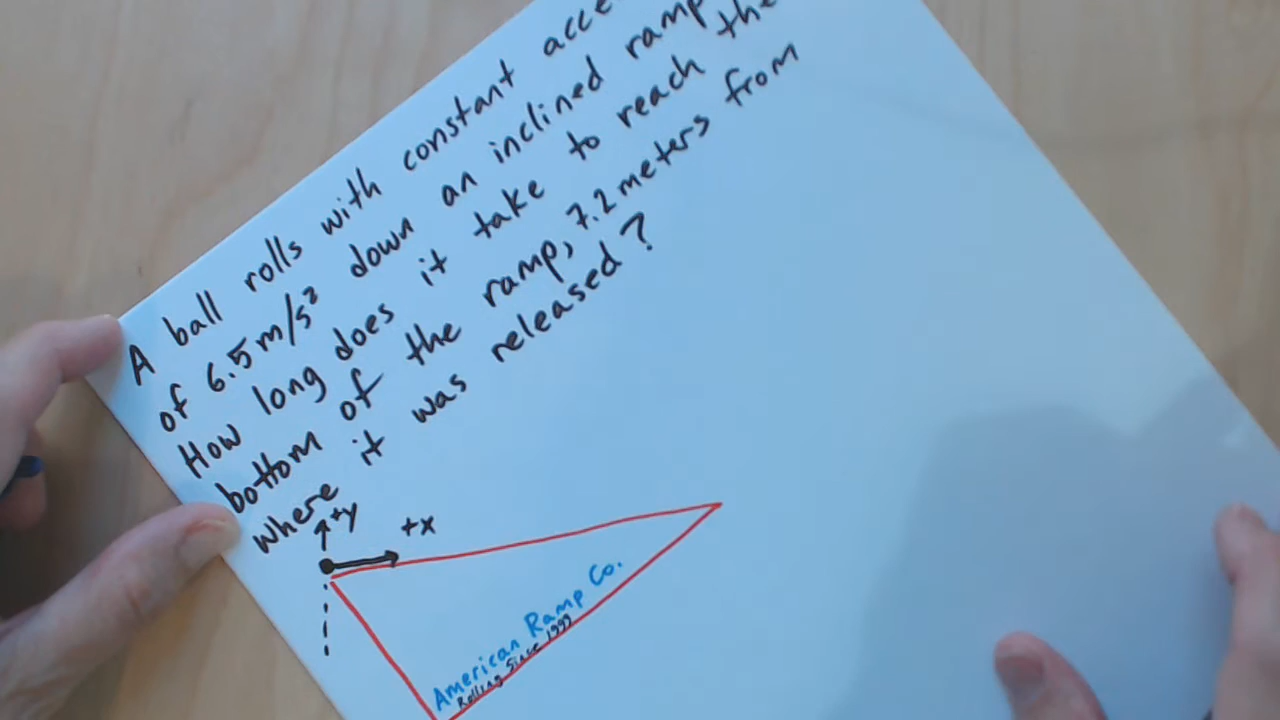 A ball rolls with constant
of 6.5 m/s² down an inclined ramp
How long does it take to reach the
bottom of the ramp, 7.2 meters from
where it was released?
+y
+x
American Ramp Co.
Rolling Since 1999